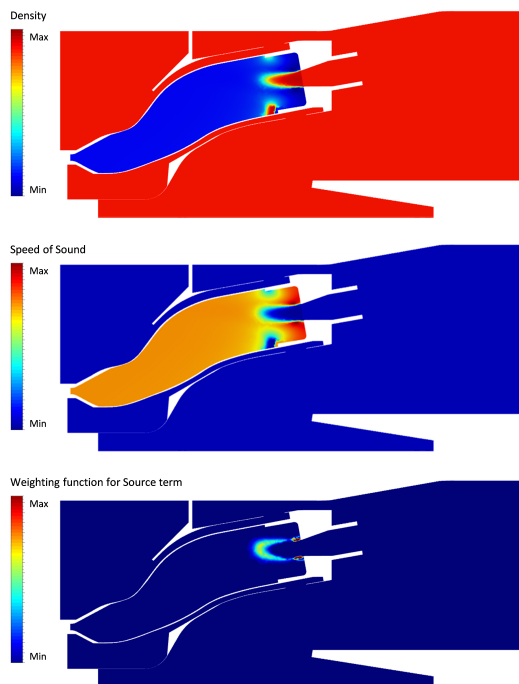 Density
Max
Min
Speed of Sound
Max
Min
Weighting function for Source term
Max
Min